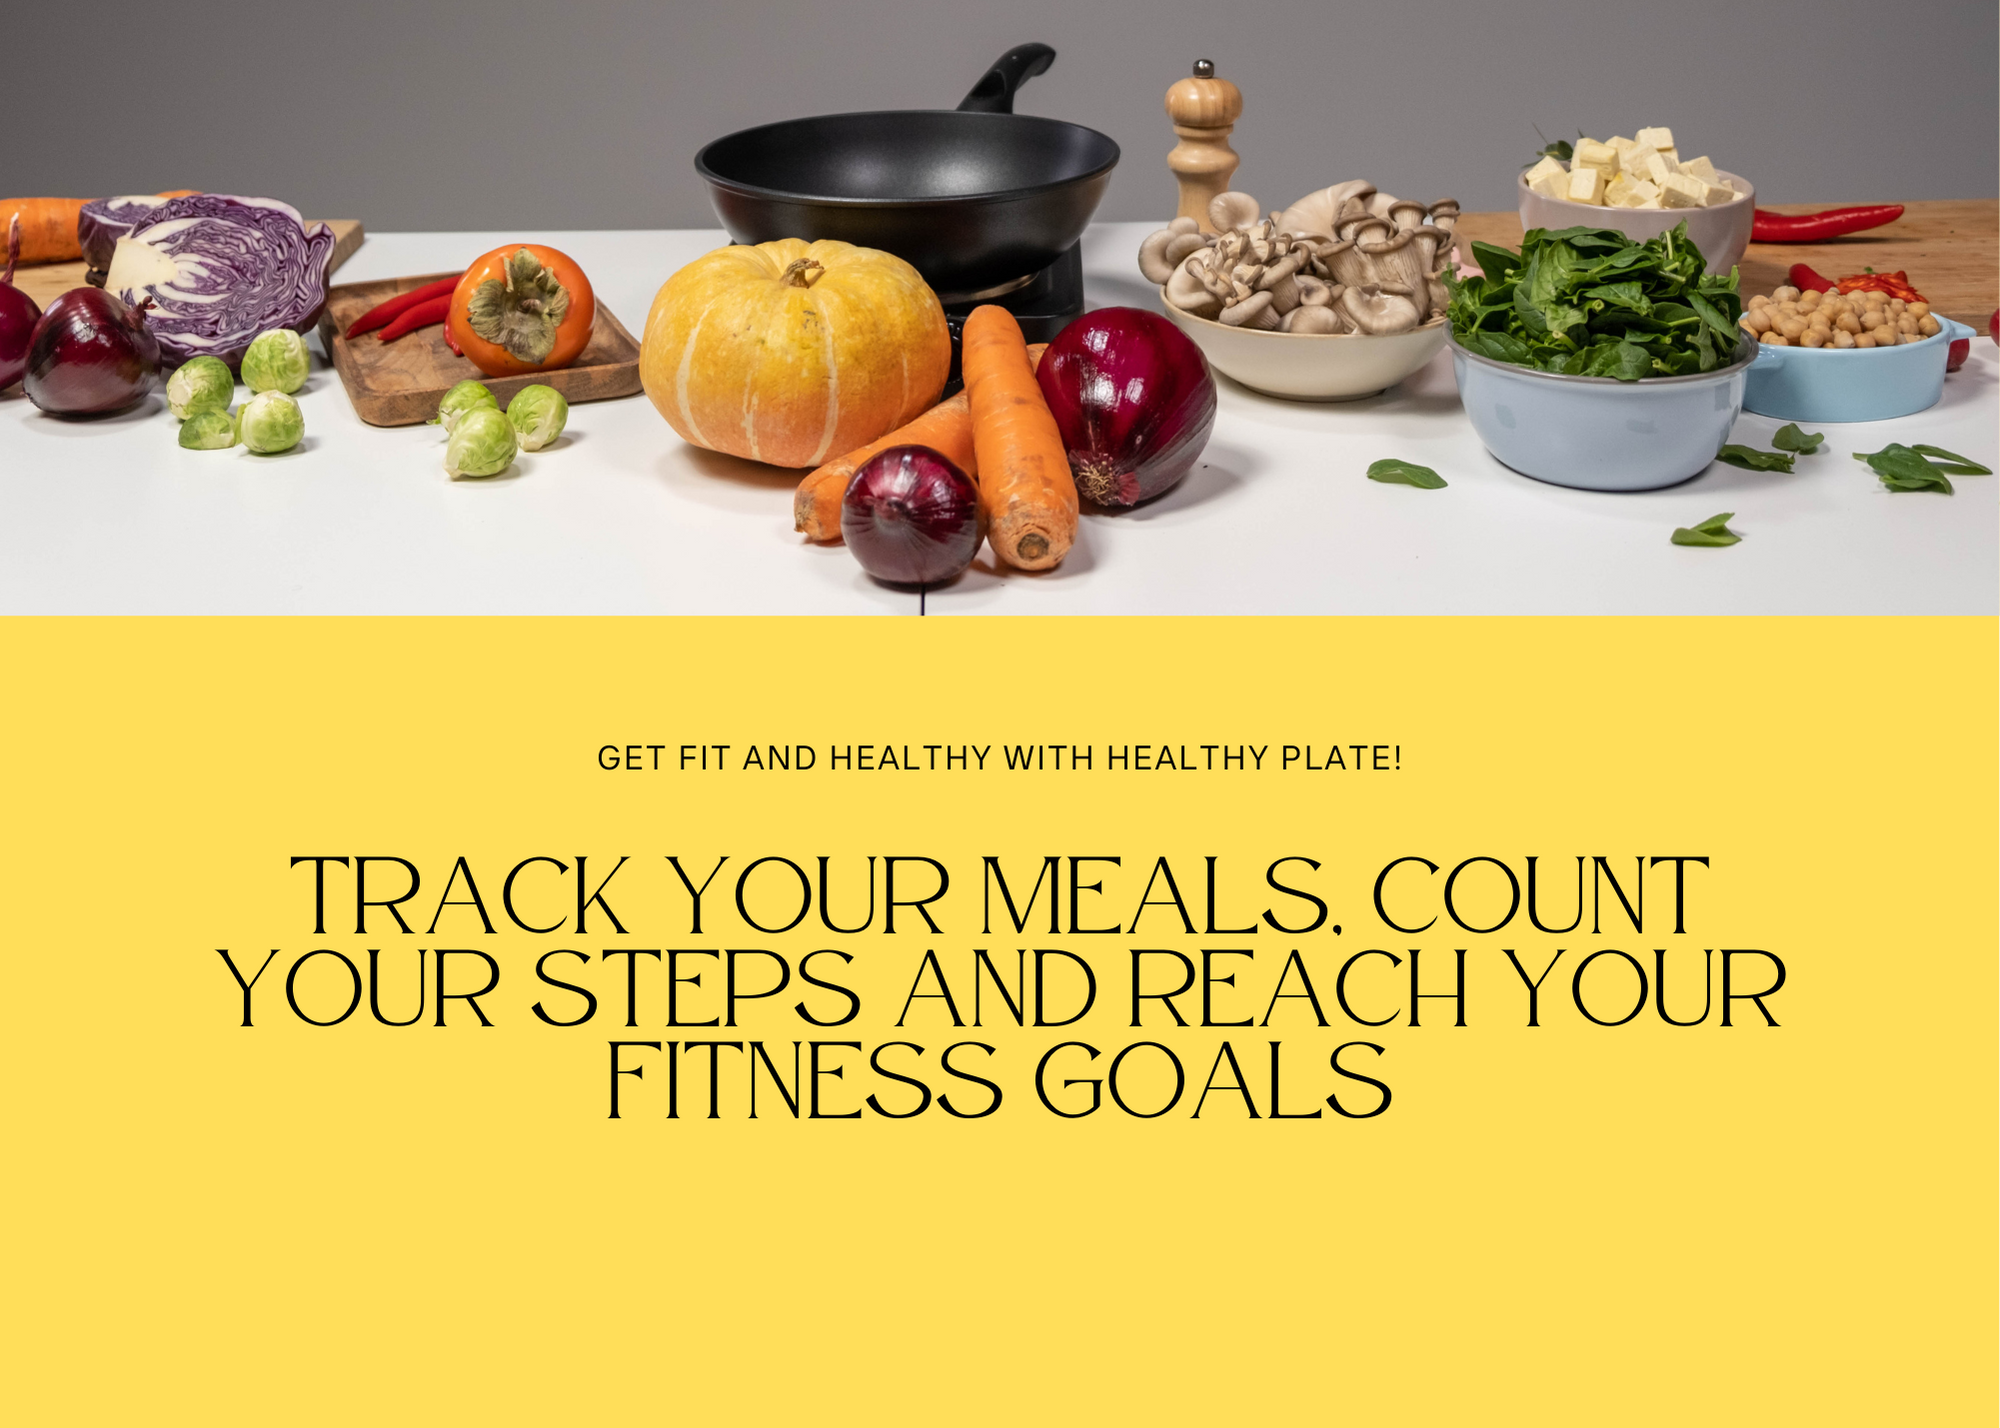 GET FIT AND HEALTHY WITH HEALTHY PLATE!
TRACK YOUR MEALS, COUNT
YOUR STEPS AND REACH YOUR
FITNESS GOALS